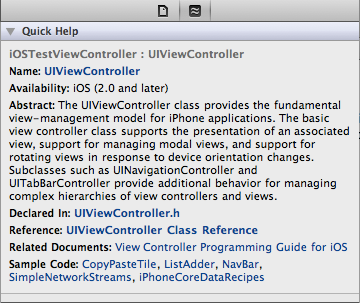 Quick Help
iOSTestViewController : UIViewController
Name: UIViewController
Availability: iOS (2.0 and later)
Abstract: The UIViewController class provides the fundamental
view-management model for iPhone applications. The basic
view controller class supports the presentation of an associated
view, support for managing modal views, and support for
rotating views in response to device orientation changes.
Subclasses such as UINavigationController and
UITabBarController provide additional behavior for managing
complex hierarchies of view controllers and views.
Declared In: UIViewController.h
Reference: UIViewController Class Reference
Related Documents: View Controller Programming Guide for iOS
Sample Code: CopyPasteTile, ListAdder, NavBar,
SimpleNetworkStreams, iPhoneCoreDataRecipes